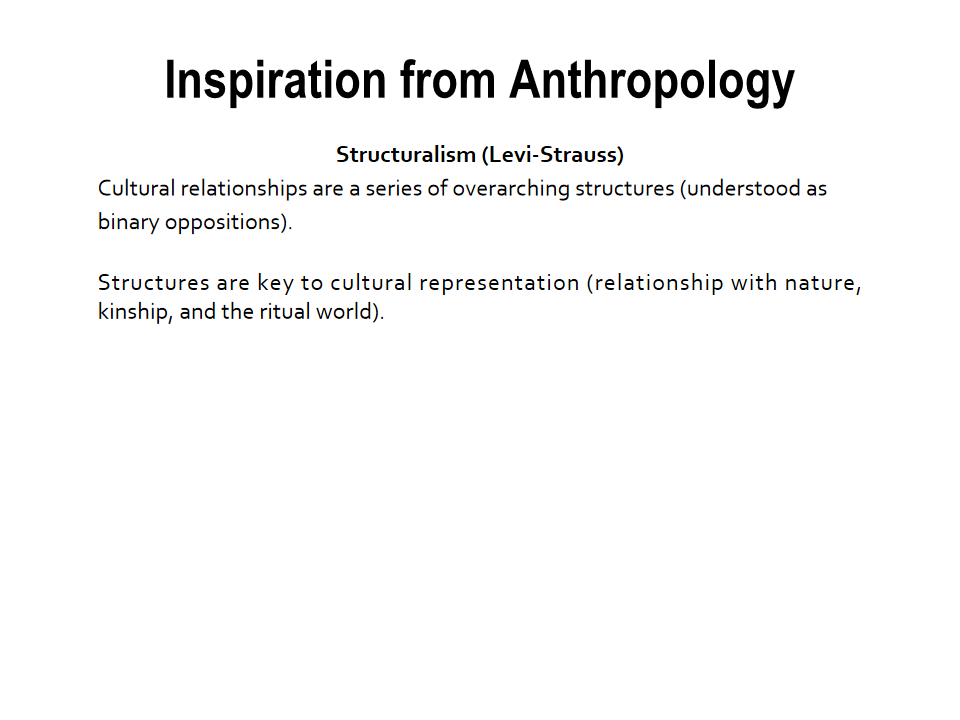 Inspiration from Anthropology
Structuralism (Levi-Strauss)
Cultural relationships are a series of overarching structures (understood as
binary oppositions).
Structures are key to cultural representation (relationship with nature,
kinship, and the ritual world).